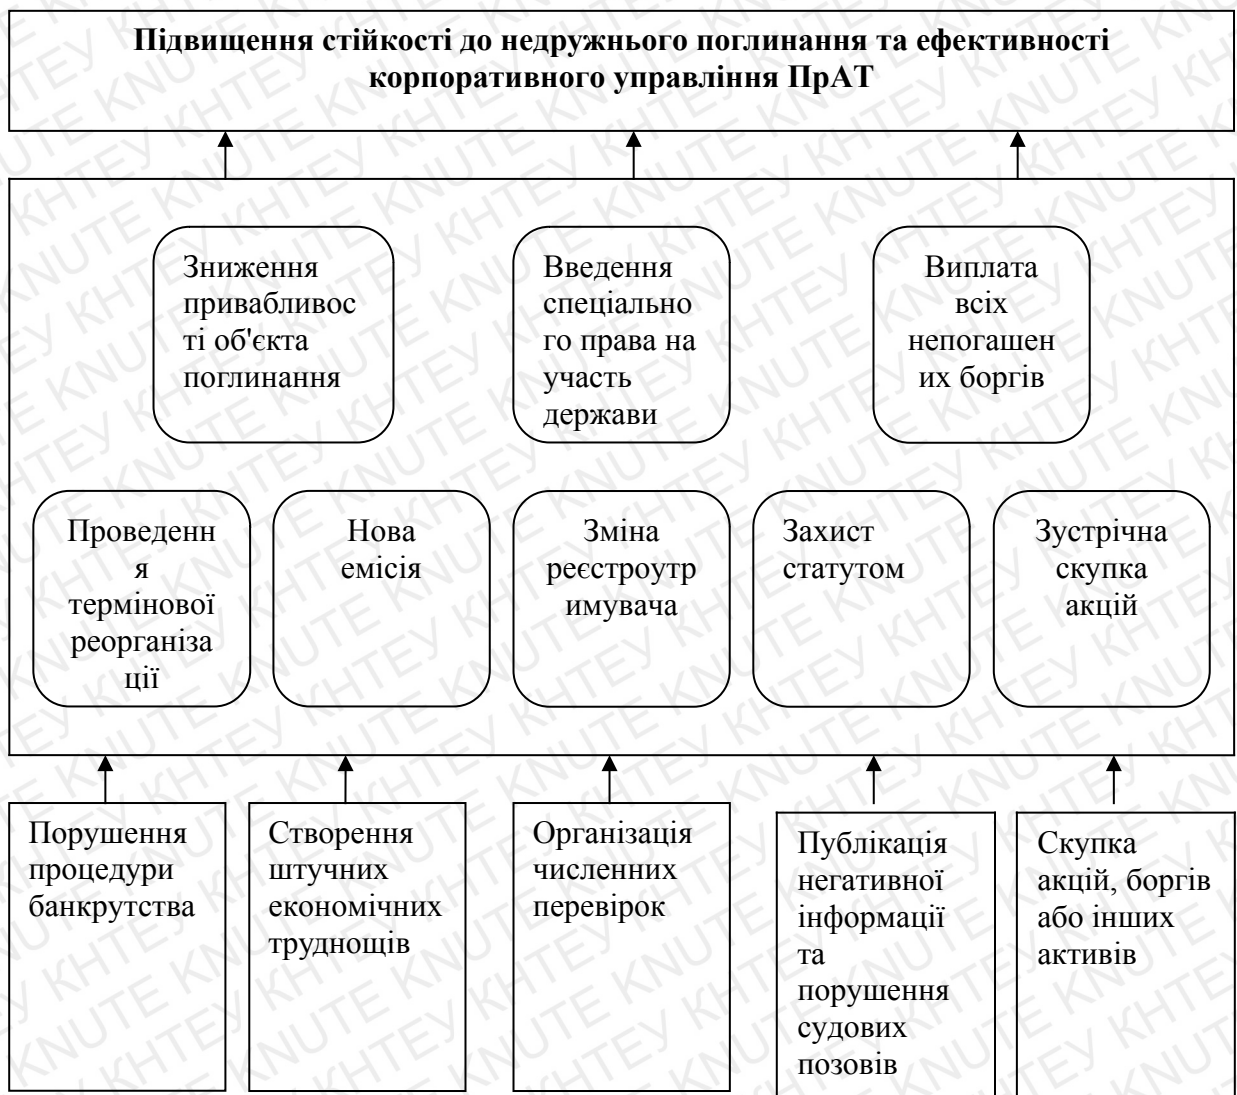 Підвищення стійкості до недружнього поглинання та ефективності
корпоративного управління ПрАТ
Зниження
привабливос
ті об'єкта
поглинання
Введення
спеціально
го права на
участь
держави
Виплата
всіх
непогашен
их боргів
Проведенн
я
термінової
реорганіза
ції
Нова
емісія
Зміна
реєстроутр
имувача
Захист
статутом
Зустрічна
скупка
акцій
Порушення
процедури
банкрутства
Створення
штучних
економічних
труднощів
Організація
численних
перевірок
Публікація
негативної
інформації
та
порушення
судових
позовів
Скупка
акцій, боргів
або інших
активів